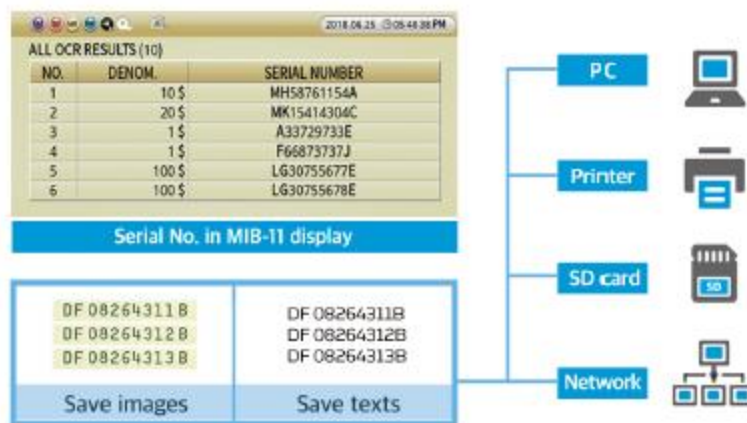 2018.06.25 05:48:38 PM
ALL OCR RESULTS (10)
NO. DENOM. SERIAL NUMBER
1 10 $ MH58761154A
2 20 $ MK15414304C
3 1 $ A33729733E
4 1 $ F66873737J
5 100 $ LG30755677E
6 100 $ LG30755678E
Serial No. in MIB-11 display
DF 08264311 B
DF 08264312 B
DF 08264313 B
Save images
DF 08264311B
DF 08264312B
DF 08264313B
Save texts
PC
Printer
SD card
SD
Network